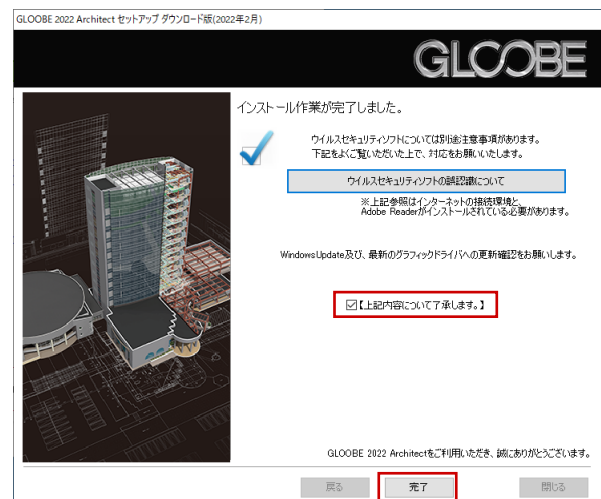 GLOOBE 2022 Architect セットアップ ダウンロード版(2022年2月)
GLOOBE
インストール作業が完了しました。
ウイルスセキュリティソフトについては別途注意事項があります。
下記をよくご覧いただいた上で、対応をお願いいたします。
ウイルスセキュリティソフトの誤認識について
※上記参照はインターネットの接続環境と、
Adobe Readerがインストールされている必要があります。
WindowsUpdate及び、最新のグラフィックドライバへの更新確認をお願いします。
【上記内容について了承します。】
GLOOBE 2022 Architectをご利用いただき、誠にありがとうございます。
戻る
完了
閉じる